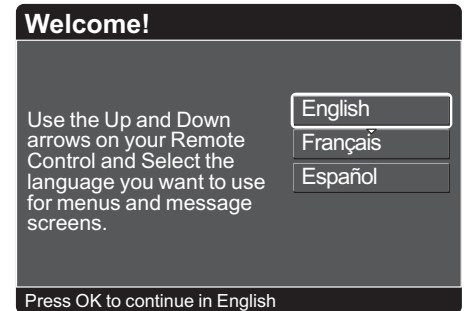 Welcome!
Use the Up and Down
arrows on your Remote
Control and Select the
language you want to use
for menus and message
screens.
English
Français
Español
Press OK to continue in English